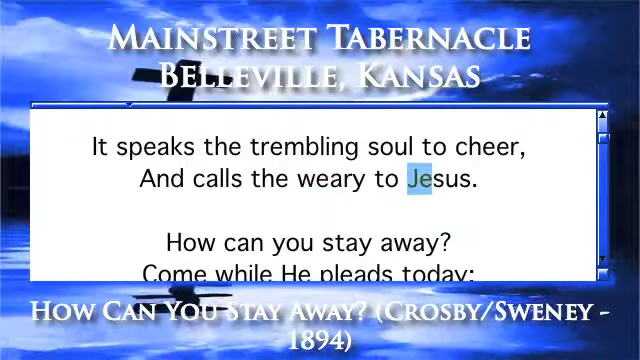 Mainstreet Tabernacle
Belleville, Kansas
It speaks the trembling soul to cheer,
And calls the weary to Jesus.
How can you stay away?
Come while He pleads today;
How Can You Stay Away? (Crosby/Sweney -
1894)